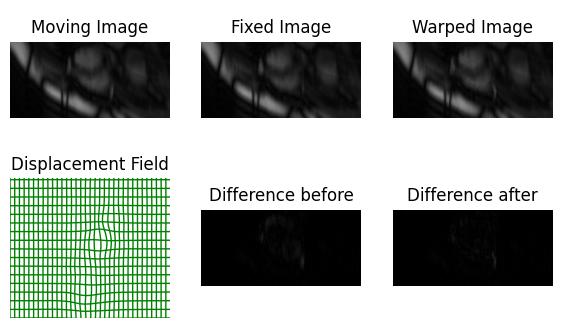 Moving Image
Fixed Image
Warped Image
Displacement Field
Difference before
Difference after